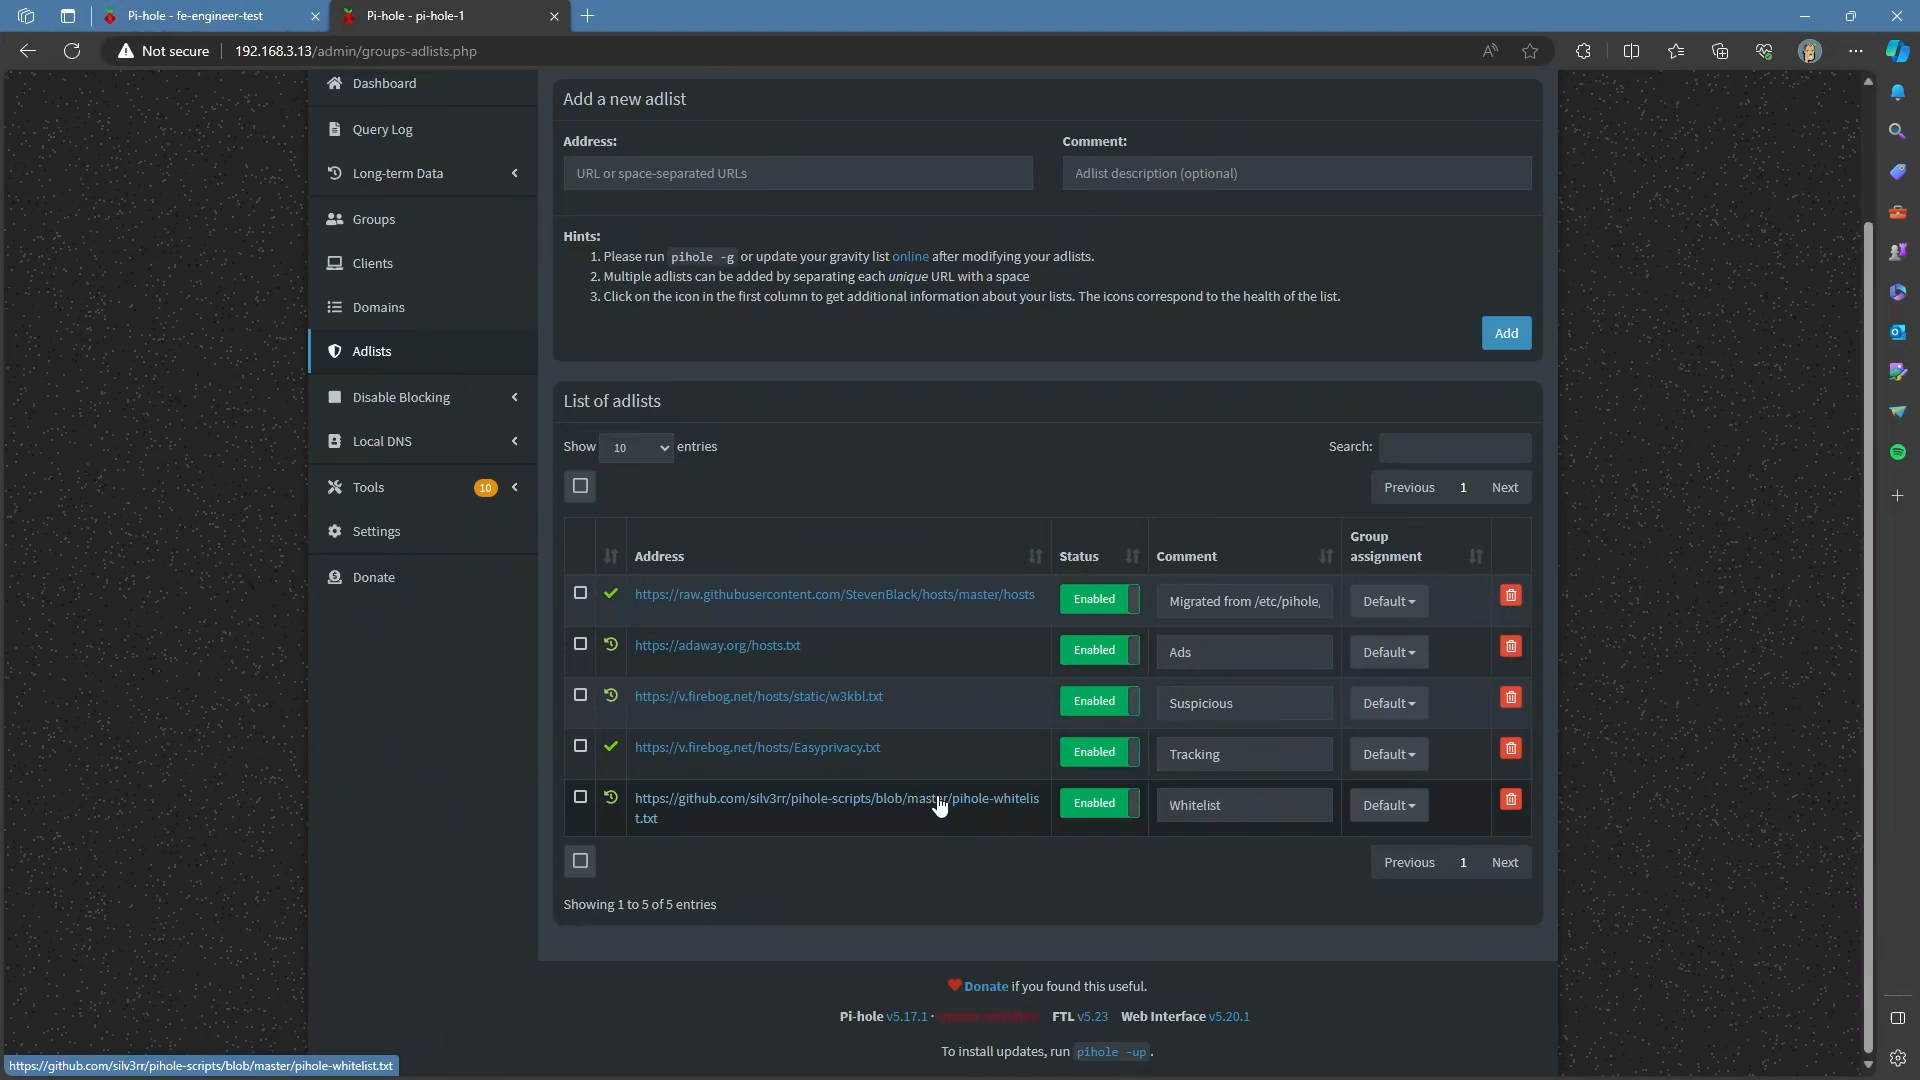 Pi-hole - fe-engineer-test
Pi-hole - pi-hole-1
Not secure
192.168.3.13/admin/groups-adlists.php
Dashboard
Query Log
Long-term Data
Groups
Clients
Domains
Adlists
Disable Blocking
Local DNS
Tools 10
Settings
Donate
Add a new adlist
Address: Comment:
URL or space-separated URLs Adlist description (optional)
Hints:
1. Please run pihole -g or update your gravity list online after modifying your adlists.
2. Multiple adlists can be added by separating each unique URL with a space
3. Click on the icon in the first column to get additional information about your lists. The icons correspond to the health of the list.
Add
List of adlists
Show 10 entries Search:
Previous 1 Next
Address Status Comment Group assignment
https://raw.githubusercontent.com/StevenBlack/hosts/master/hosts Enabled Migrated from /etc/pihole, Default
https://adaway.org/hosts.txt Enabled Ads Default
https://v.firebog.net/hosts/static/w3kbl.txt Enabled Suspicious Default
https://v.firebog.net/hosts/Easyprivacy.txt Enabled Tracking Default
https://github.com/silv3rr/pihole-scripts/blob/master/pihole-whitelis Enabled Whitelist Default
t.txt
Previous 1 Next
Showing 1 to 5 of 5 entries
Donate if you found this useful.
Pi-hole v5.17.1 · FTL v5.23 Web Interface v5.20.1
To install updates, run pihole -up.
https://github.com/silv3rr/pihole-scripts/blob/master/pihole-whitelist.txt